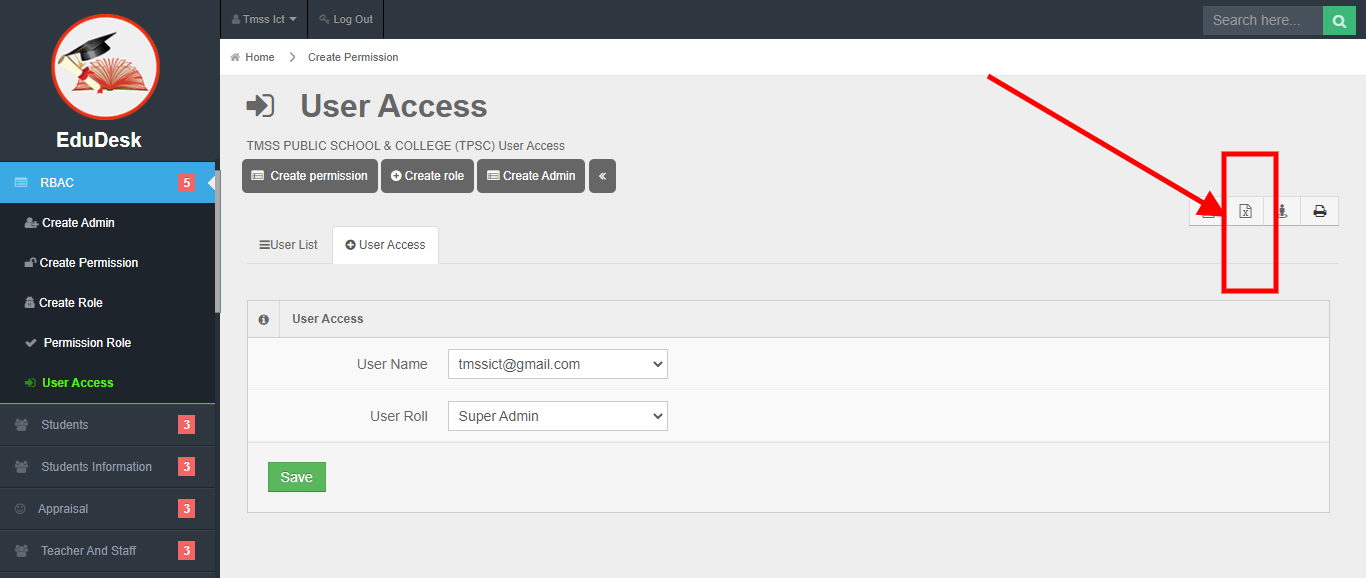 Tmss Ict
Log Out
Search here...
Home
Create Permission
EduDesk
RBAC 5
Create Admin
Create Permission
Create Role
Permission Role
User Access
Students 3
Students Information 3
Appraisal 3
Teacher And Staff 3
User Access
TMSS PUBLIC SCHOOL & COLLEGE (TPSC) User Access
Create permission
Create role
Create Admin
«
User List
User Access
User Access
User Name tmssict@gmail.com
User Roll Super Admin
Save